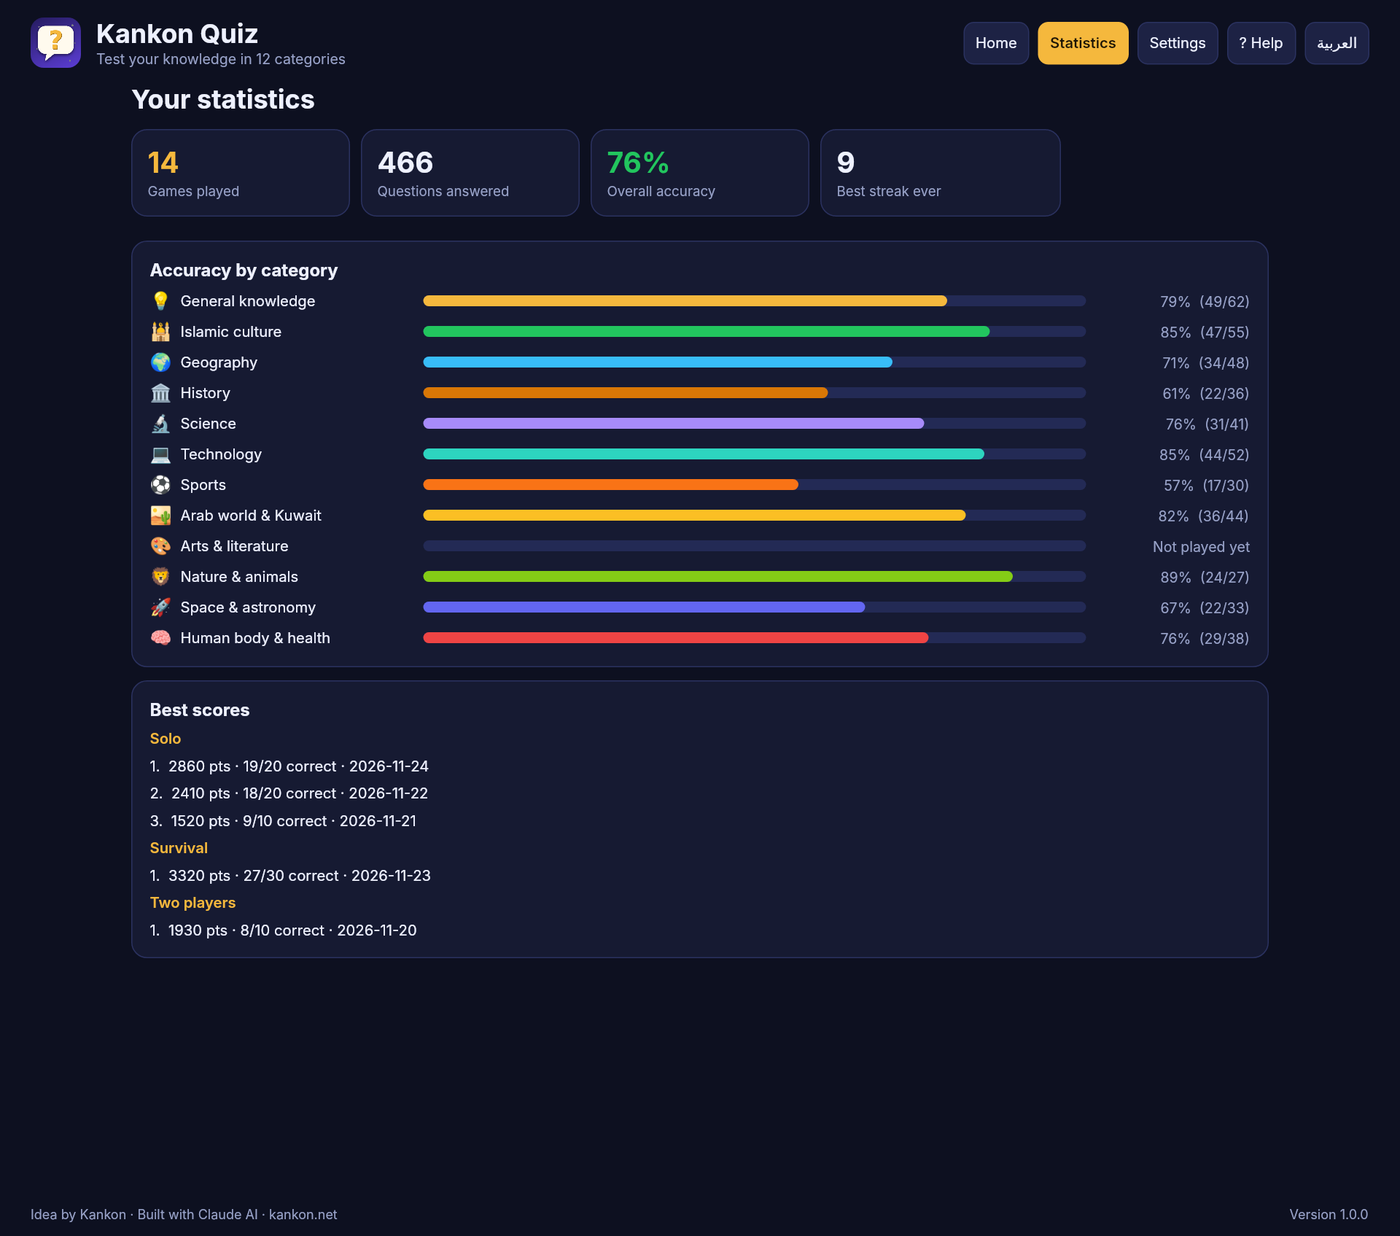 Kankon Quiz
Test your knowledge in 12 categories
Home
Statistics
Settings
? Help
العربية
Your statistics
14
Games played
466
Questions answered
76%
Overall accuracy
9
Best streak ever
Accuracy by category
General knowledge 79% (49/62)
Islamic culture 85% (47/55)
Geography 71% (34/48)
History 61% (22/36)
Science 76% (31/41)
Technology 85% (44/52)
Sports 57% (17/30)
Arab world & Kuwait 82% (36/44)
Arts & literature Not played yet
Nature & animals 89% (24/27)
Space & astronomy 67% (22/33)
Human body & health 76% (29/38)
Best scores
Solo
1. 2860 pts · 19/20 correct · 2026-11-24
2. 2410 pts · 18/20 correct · 2026-11-22
3. 1520 pts · 9/10 correct · 2026-11-21
Survival
1. 3320 pts · 27/30 correct · 2026-11-23
Two players
1. 1930 pts · 8/10 correct · 2026-11-20
Idea by Kankon · Built with Claude AI · kankon.net
Version 1.0.0